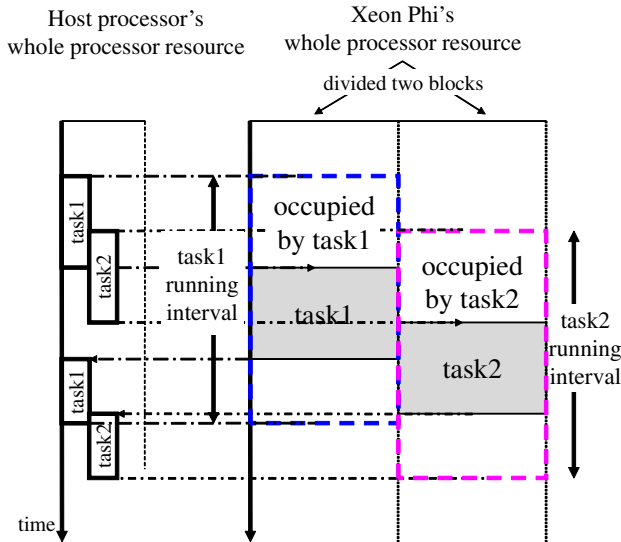 Host processor's
whole processor resource
Xeon Phi's
whole processor resource
divided two blocks
task1
task2
task1
running
interval
occupied
by task1
task1
occupied
by task2
task2
task2
running
interval
task1
task2
time